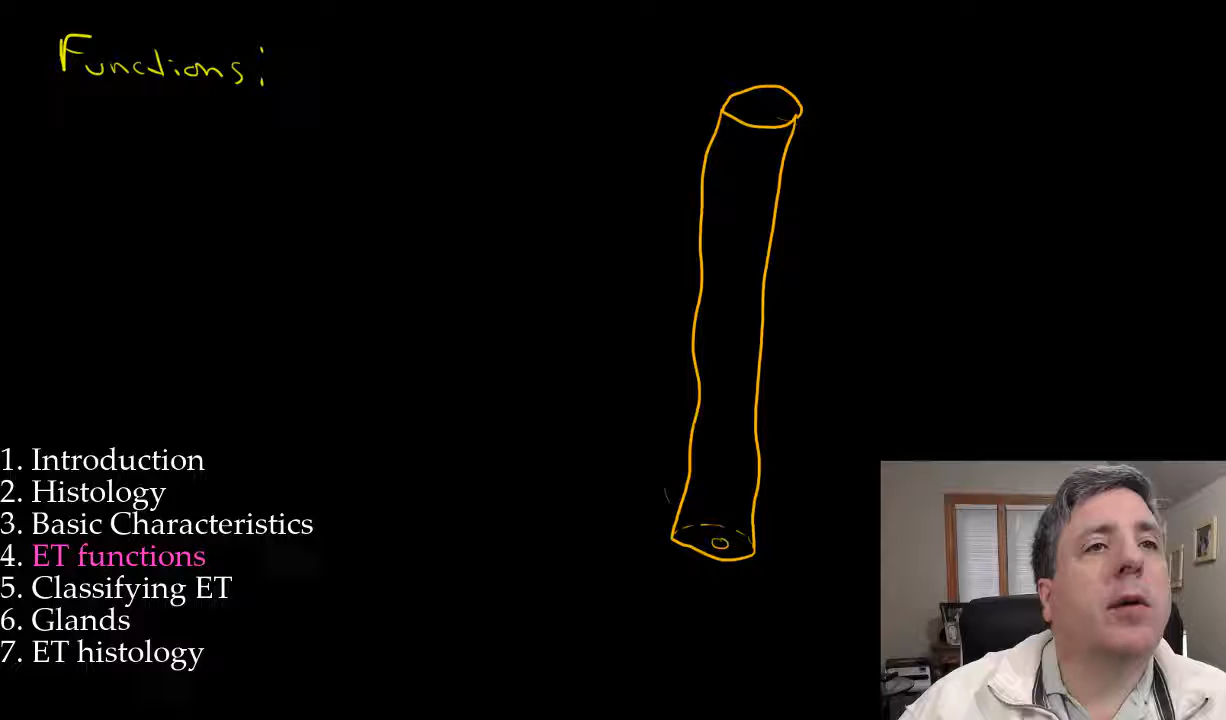 Functions:
1. Introduction
2. Histology
3. Basic Characteristics
4. ET functions
5. Classifying ET
6. Glands
7. ET histology